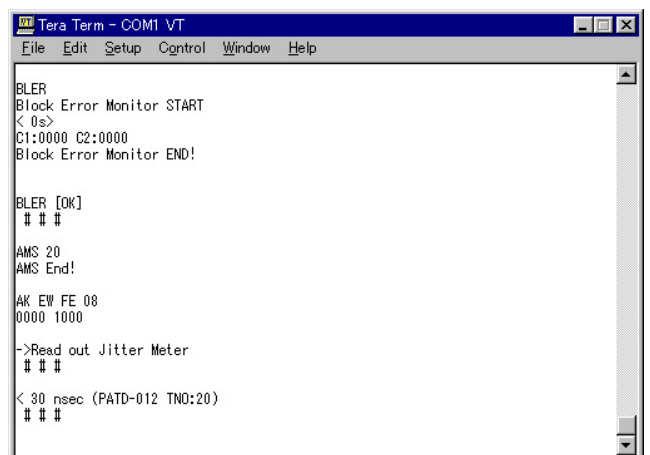 Tera Term - COM1 VT
File Edit Setup Control Window Help
BLER
Block Error Monitor START
< 0s>
C1:0000 C2:0000
Block Error Monitor END!
BLER [OK]
# # #
AMS 20
AMS End!
AK EW FE 08
0000 1000
->Read out Jitter Meter
# # #
< 30 nsec (PATD-012 TNO:20)
# # #